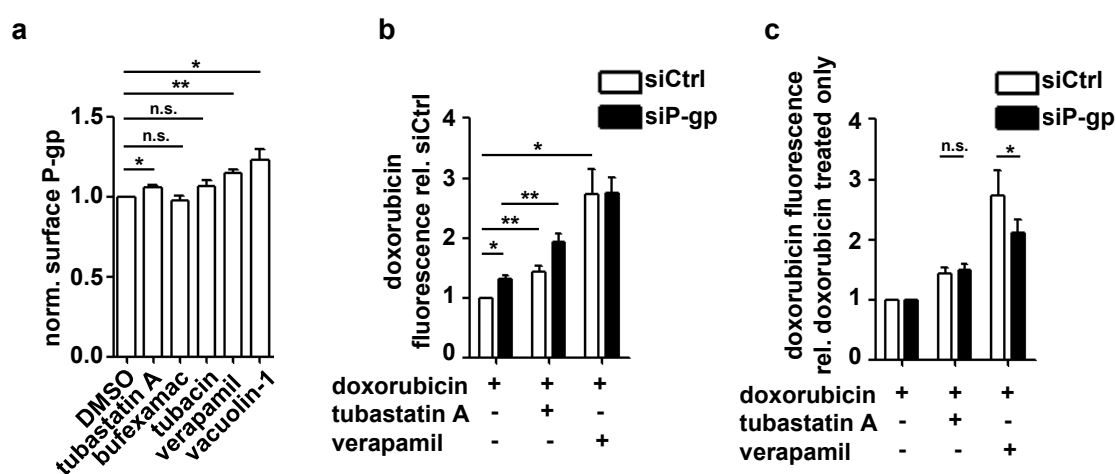 a
norm. surface P-gp
1.5
1.0
0.5
0.0
*
**
n.s.
n.s.
*
DMSO
tubastatin A
bufexamac
tubacin
verapamil
vacuolin-1
b
doxorubicin
fluorescence rel. siCtrl
siCtrl
siP-gp
4
3
2
1
0
*
**
**
*
doxorubicin + + +
tubastatin A - + -
verapamil - - +
c
doxorubicin fluorescence
rel. doxorubicin treated only
siCtrl
siP-gp
4
3
2
1
0
n.s.
*
doxorubicin + + +
tubastatin A - + -
verapamil - - +